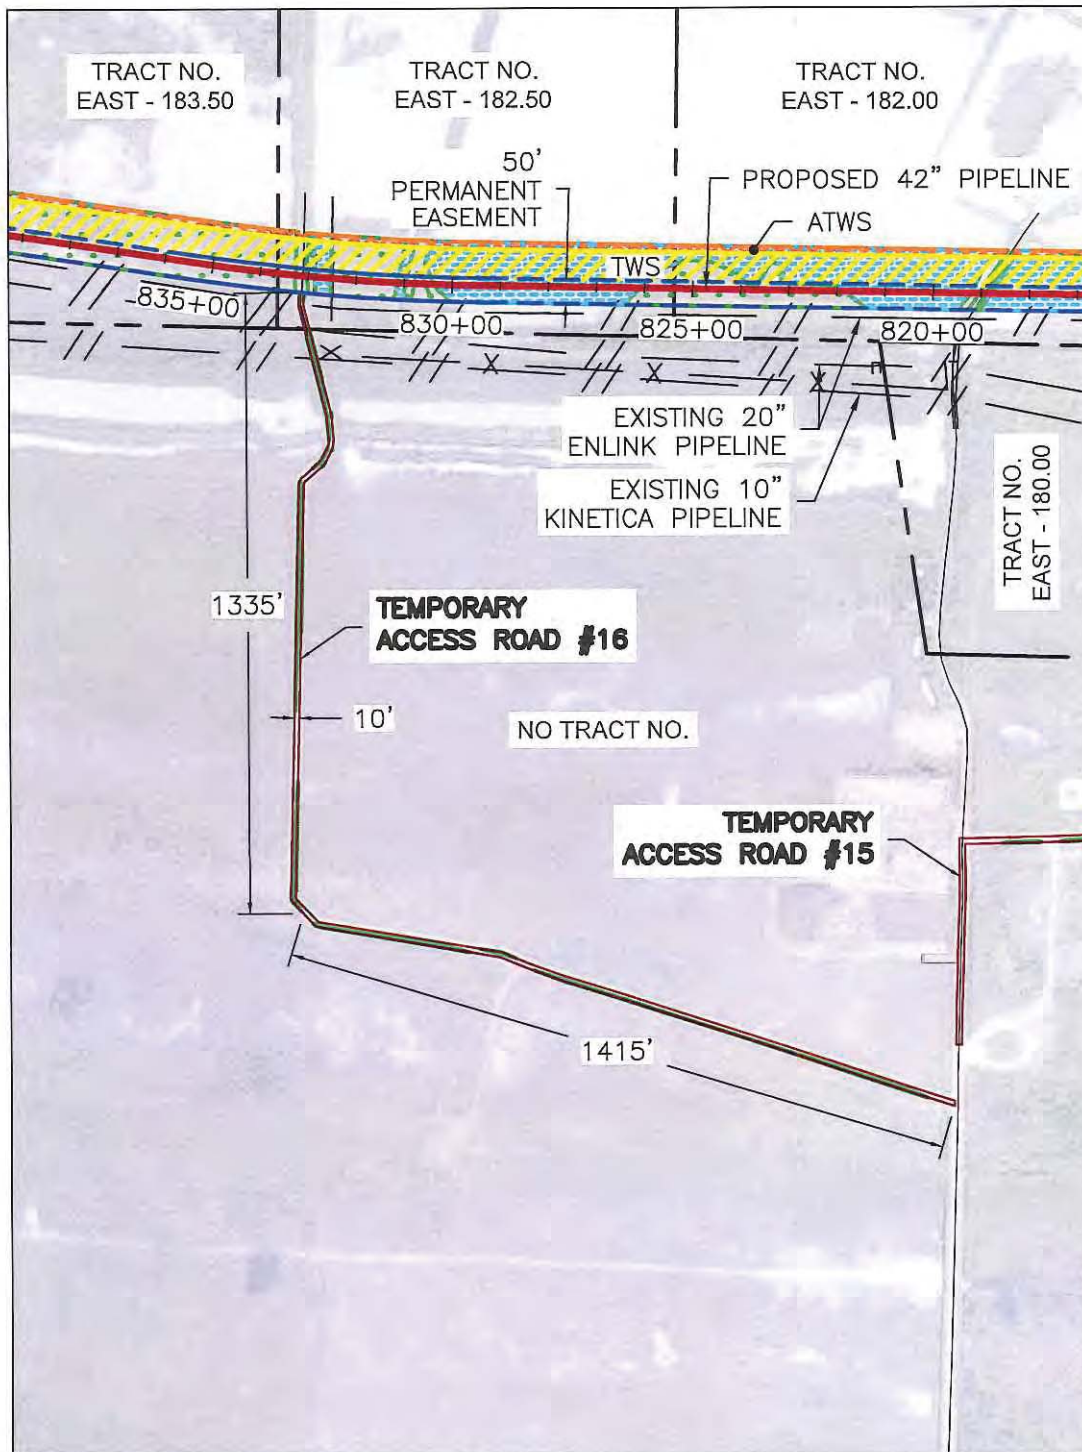 TRACT NO.
EAST - 183.50
TRACT NO.
EAST - 182.50
TRACT NO.
EAST - 182.00
50'
PERMANENT
EASEMENT
PROPOSED 42" PIPELINE
ATWS
TWS
835+00
830+00
825+00
820+00
EXISTING 20"
ENLINK PIPELINE
EXISTING 10"
KINETICA PIPELINE
TRACT NO.
EAST - 180.00
1335'
TEMPORARY
ACCESS ROAD #16
10'
NO TRACT NO.
TEMPORARY
ACCESS ROAD #15
1415'